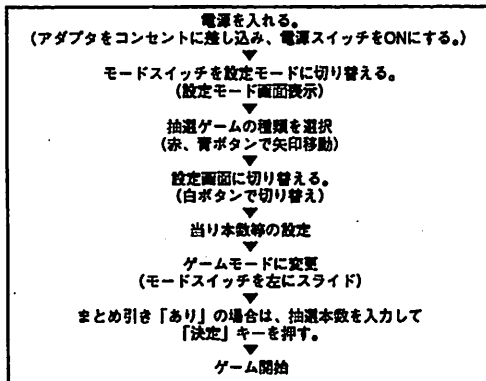 電源を入れる。
(アダプタをコンセントに差し込み、電源スイッチをONにする。)
▼
モードスイッチを設定モードに切り替える。
(設定モード画面表示)
▼
抽選ゲームの種類を選択
(赤、青ボタンで矢印移動)
▼
設定画面に切り替える。
(白ボタンで切り替え)
▼
当り本数等の設定
▼
ゲームモードに変更
(モードスイッチを左にスライド)
▼
まとめ引き「あり」の場合は、抽選本数を入力して
「決定」キーを押す。
▼
ゲーム開始